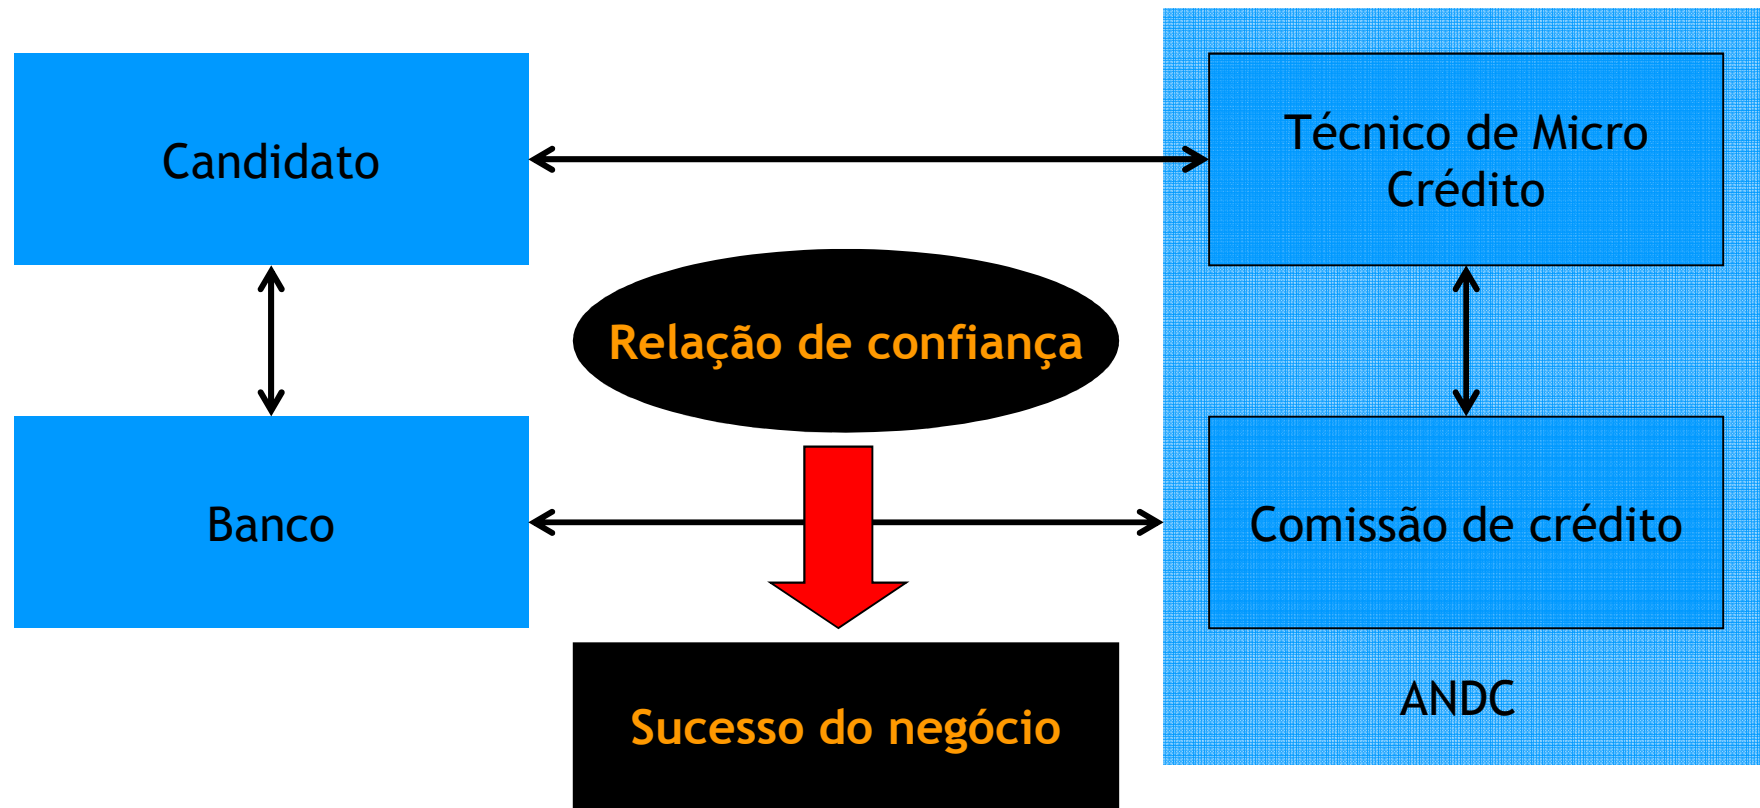 Candidato
Técnico de Micro
Crédito
Relação de confiança
Banco
Comissão de crédito
ANDC
Sucesso do negócio